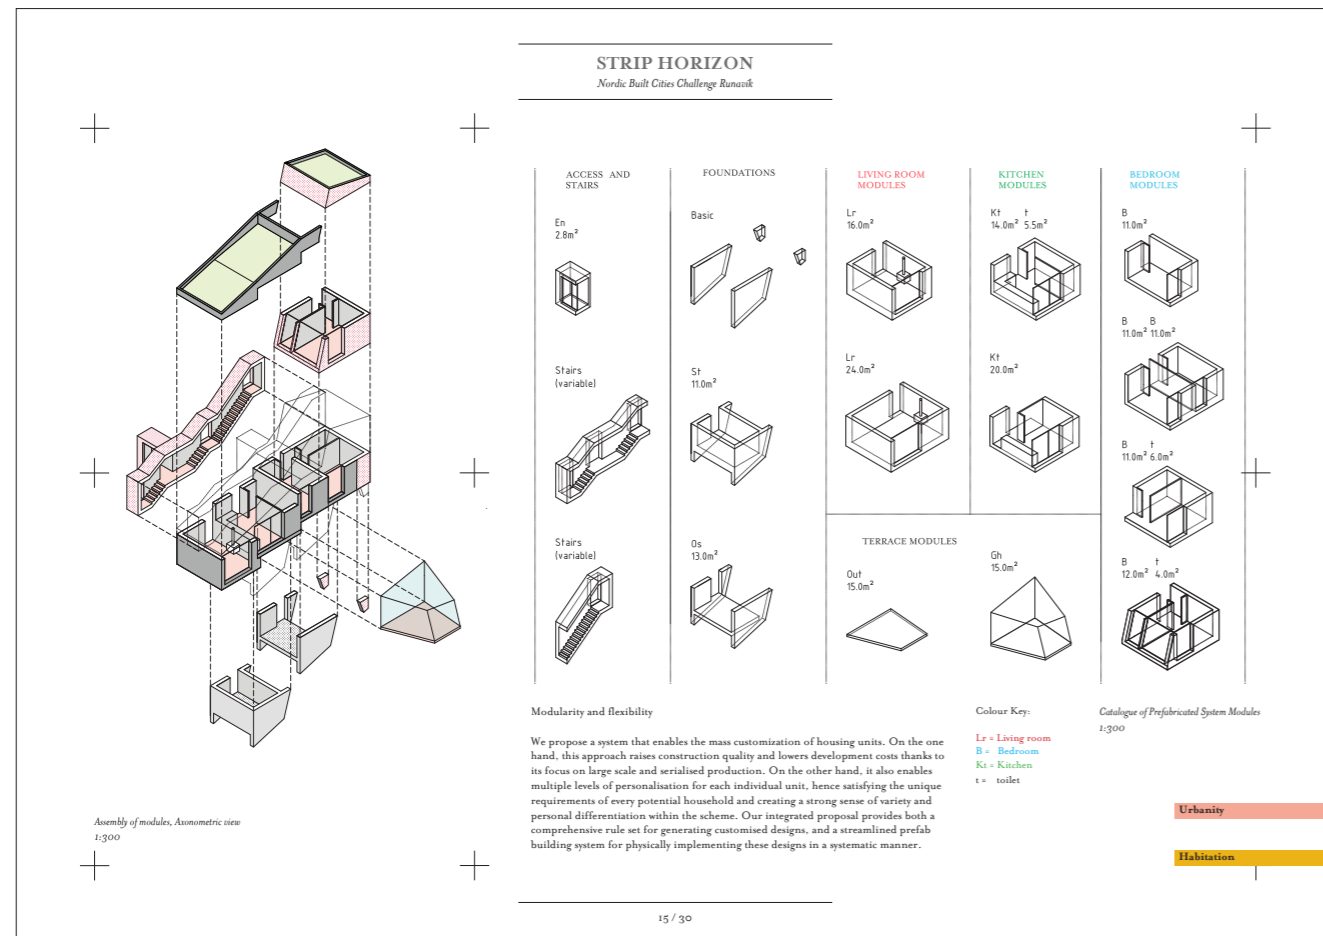 STRIP HORIZON
Nordic Built Cities Challenge Runavík
ACCESS AND
STAIRS
En
2.8m²
Stairs
(variable)
Stairs
(variable)
FOUNDATIONS
Basic
St
11.0m²
Os
13.0m²
LIVING ROOM
MODULES
Lr
16.0m²
Lr
24.0m²
KITCHEN
MODULES
Kt t
14.0m² 5.5m²
Kt
20.0m²
TERRACE MODULES
Out
15.0m²
Gh
15.0m²
BEDROOM
MODULES
B
11.0m²
B B
11.0m² 11.0m²
B t
11.0m² 6.0m²
B t
12.0m² 4.0m²
Modularity and flexibility
We propose a system that enables the mass customization of housing units. On the one
hand, this approach raises construction quality and lowers development costs thanks to
its focus on large scale and serialised production. On the other hand, it also enables
multiple levels of personalisation for each individual unit, hence satisfying the unique
requirements of every potential household and creating a strong sense of variety and
personal differentiation within the scheme. Our integrated proposal provides both a
comprehensive rule set for generating customised designs, and a streamlined prefab
building system for physically implementing these designs in a systematic manner.
Colour Key:
Lr = Living room
B = Bedroom
Kt = Kitchen
t = toilet
Catalogue of Prefabricated System Modules
1:300
Assembly of modules, Axonometric view
1:300
Urbanity
Habitation
15 / 30